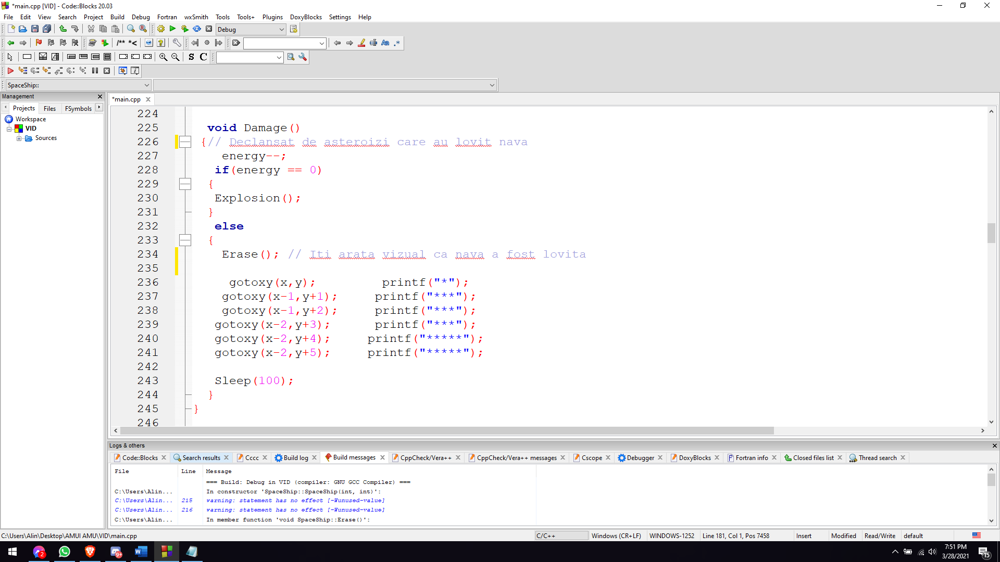 *main.cpp [VID] - Code::Blocks 20.03
File Edit View Search Project Build Debug Fortran wxSmith Tools Tools+ Plugins DoxyBlocks Settings Help
Debug
/** *<
S C
SpaceShip::
Management
*main.cpp
Projects Files FSymbols
Workspace
VID
Sources
224
225 void Damage()
226 {// Declansat de asteroizi care au lovit nava
227 energy--;
228 if(energy == 0)
229 {
230 Explosion();
231 }
232 else
233 {
234 Erase(); // Iti arata vizual ca nava a fost lovita
235
236 gotoxy(x,y); printf("*");
237 gotoxy(x-1,y+1); printf("***");
238 gotoxy(x-1,y+2); printf("***");
239 gotoxy(x-2,y+3); printf("***");
240 gotoxy(x-2,y+4); printf("*****");
241 gotoxy(x-2,y+5); printf("*****");
242
243 Sleep(100);
244 }
245 }
246
Logs & others
Code::Blocks Search results Cccc Build log Build messages CppCheck/Vera++ CppCheck/Vera++ messages Cscope Debugger DoxyBlocks Fortran info Closed files list Thread search
File Line Message
=== Build: Debug in VID (compiler: GNU GCC Compiler) ===
C:\Users\Alin... In constructor 'SpaceShip::SpaceShip(int, int)':
C:\Users\Alin... 215 warning: statement has no effect [-Wunused-value]
C:\Users\Alin... 216 warning: statement has no effect [-Wunused-value]
C:\Users\Alin... In member function 'void SpaceShip::Erase()':
C:\Users\Alin\Desktop\AMUI AMU\VID\main.cpp C/C++ Windows (CR+LF) WINDOWS-1252 Line 181, Col 1, Pos 7458 Insert Modified Read/Write default
2
9+
7:51 PM
3/28/2021
15